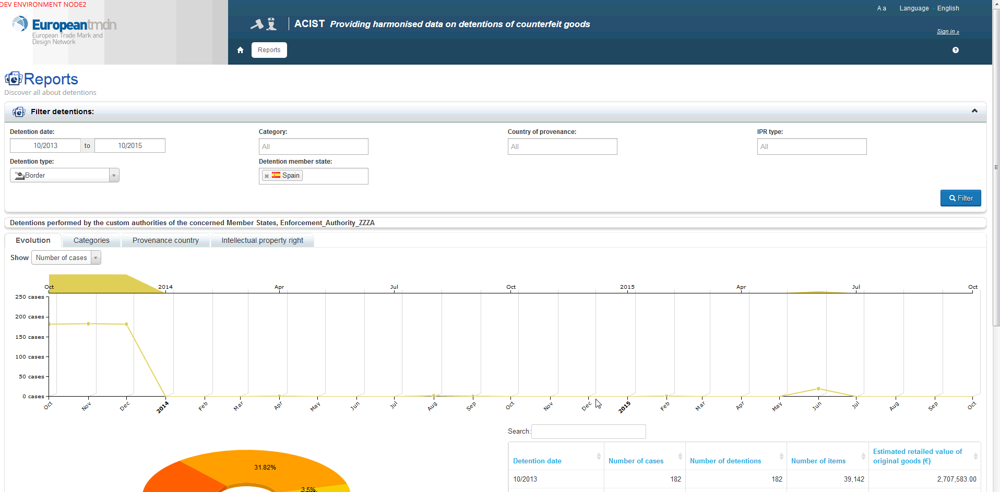 DEV ENVIRONMENT NODE2
Europeantmdn
European Trade Mark and
Design Network
ACIST Providing harmonised data on detentions of counterfeit goods
A a Language English
Sign in »
Reports
Reports
Discover all about detentions
Filter detentions:
Detention date: Category: Country of provenance: IPR type:
10/2013 to 10/2015 All All All
Detention type: Detention member state:
Border Spain
Filter
Detentions performed by the custom authorities of the concerned Member States, Enforcement_Authority_ZZZA
Evolution Categories Provenance country Intellectual property right
Show Number of cases
Oct 2014 Apr Jul Oct 2015 Apr Jul Oct
250 cases
200 cases
150 cases
100 cases
50 cases
0 cases
Oct Nov Dec 2014 Feb Mar Apr May Jun Jul Aug Sep Oct Nov Dec 2015 Feb Mar Apr May Jun Jul Aug Sep Oct
Search:
31.82%
3.5%
Detention date Number of cases Number of detentions Number of items Estimated retailed value of
original goods (€)
10/2013 182 182 39,142 2,707,583.00